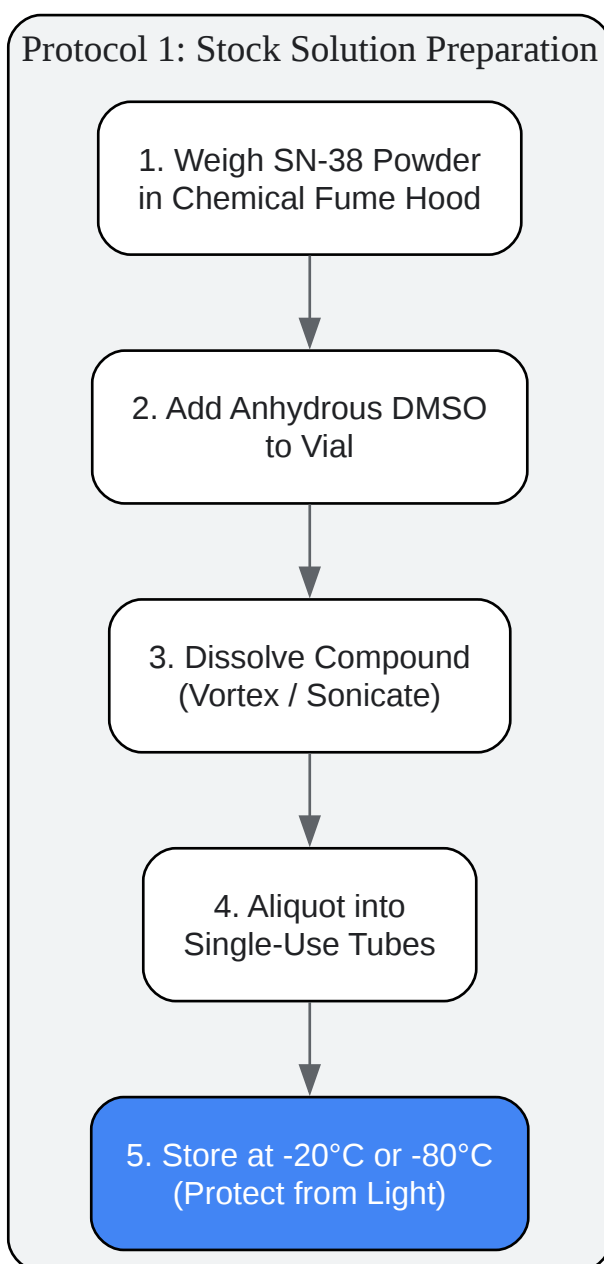 Protocol 1: Stock Solution Preparation
1. Weigh SN-38 Powder
in Chemical Fume Hood
2. Add Anhydrous DMSO
to Vial
3. Dissolve Compound
(Vortex / Sonicate)
4. Aliquot into
Single-Use Tubes
5. Store at -20°C or -80°C
(Protect from Light)